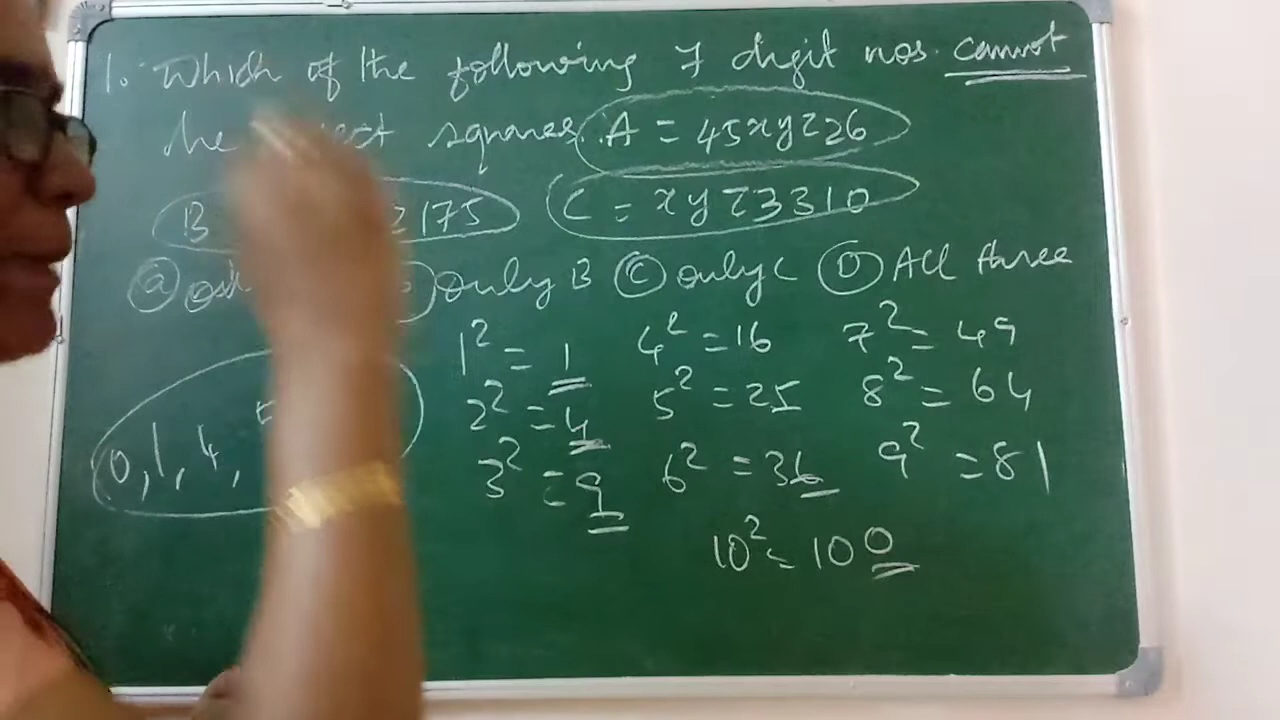 1. Which of the following 7 digit nos. cannot
be squares. A = 45xyz26
B z175 C = xyz3310
(a) (b) only B (C) only C (D) All three
1² = 1 4² = 16 7² = 49
2² = 4 5² = 25 8² = 64
0, 1, 4, 3² = 9 6² = 36 9² = 81
10² = 100